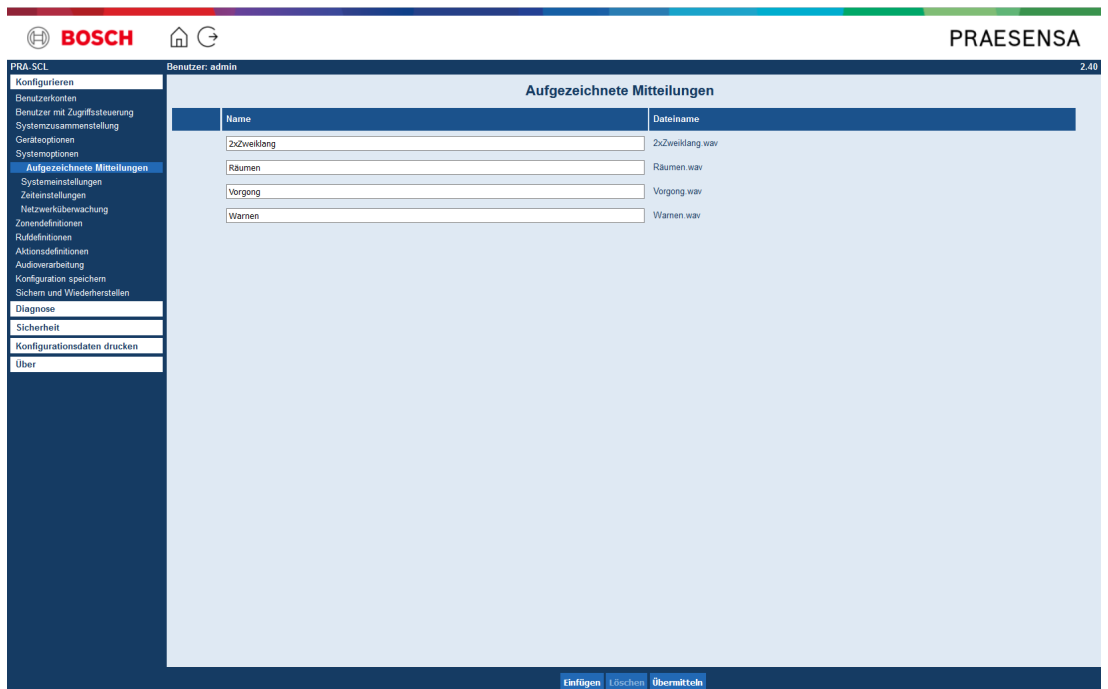 BOSCH
PRAESENSA
PRA-SCL Benutzer: admin 2.40
Konfigurieren
Benutzerkonten
Benutzer mit Zugriffssteuerung
Systemzusammenstellung
Geräteoptionen
Systemoptionen
Aufgezeichnete Mitteilungen
Systemeinstellungen
Zeiteinstellungen
Netzwerküberwachung
Zonendefinitionen
Rufdefinitionen
Aktionsdefinitionen
Audioverarbeitung
Konfiguration speichern
Sichern und Wiederherstellen
Diagnose
Sicherheit
Konfigurationsdaten drucken
Über
Aufgezeichnete Mitteilungen
Name Dateiname
2xZweiklang 2xZweiklang.wav
Räumen Räumen.wav
Vorgong Vorgong.wav
Warnen Warnen.wav
Einfügen Löschen Übermitteln